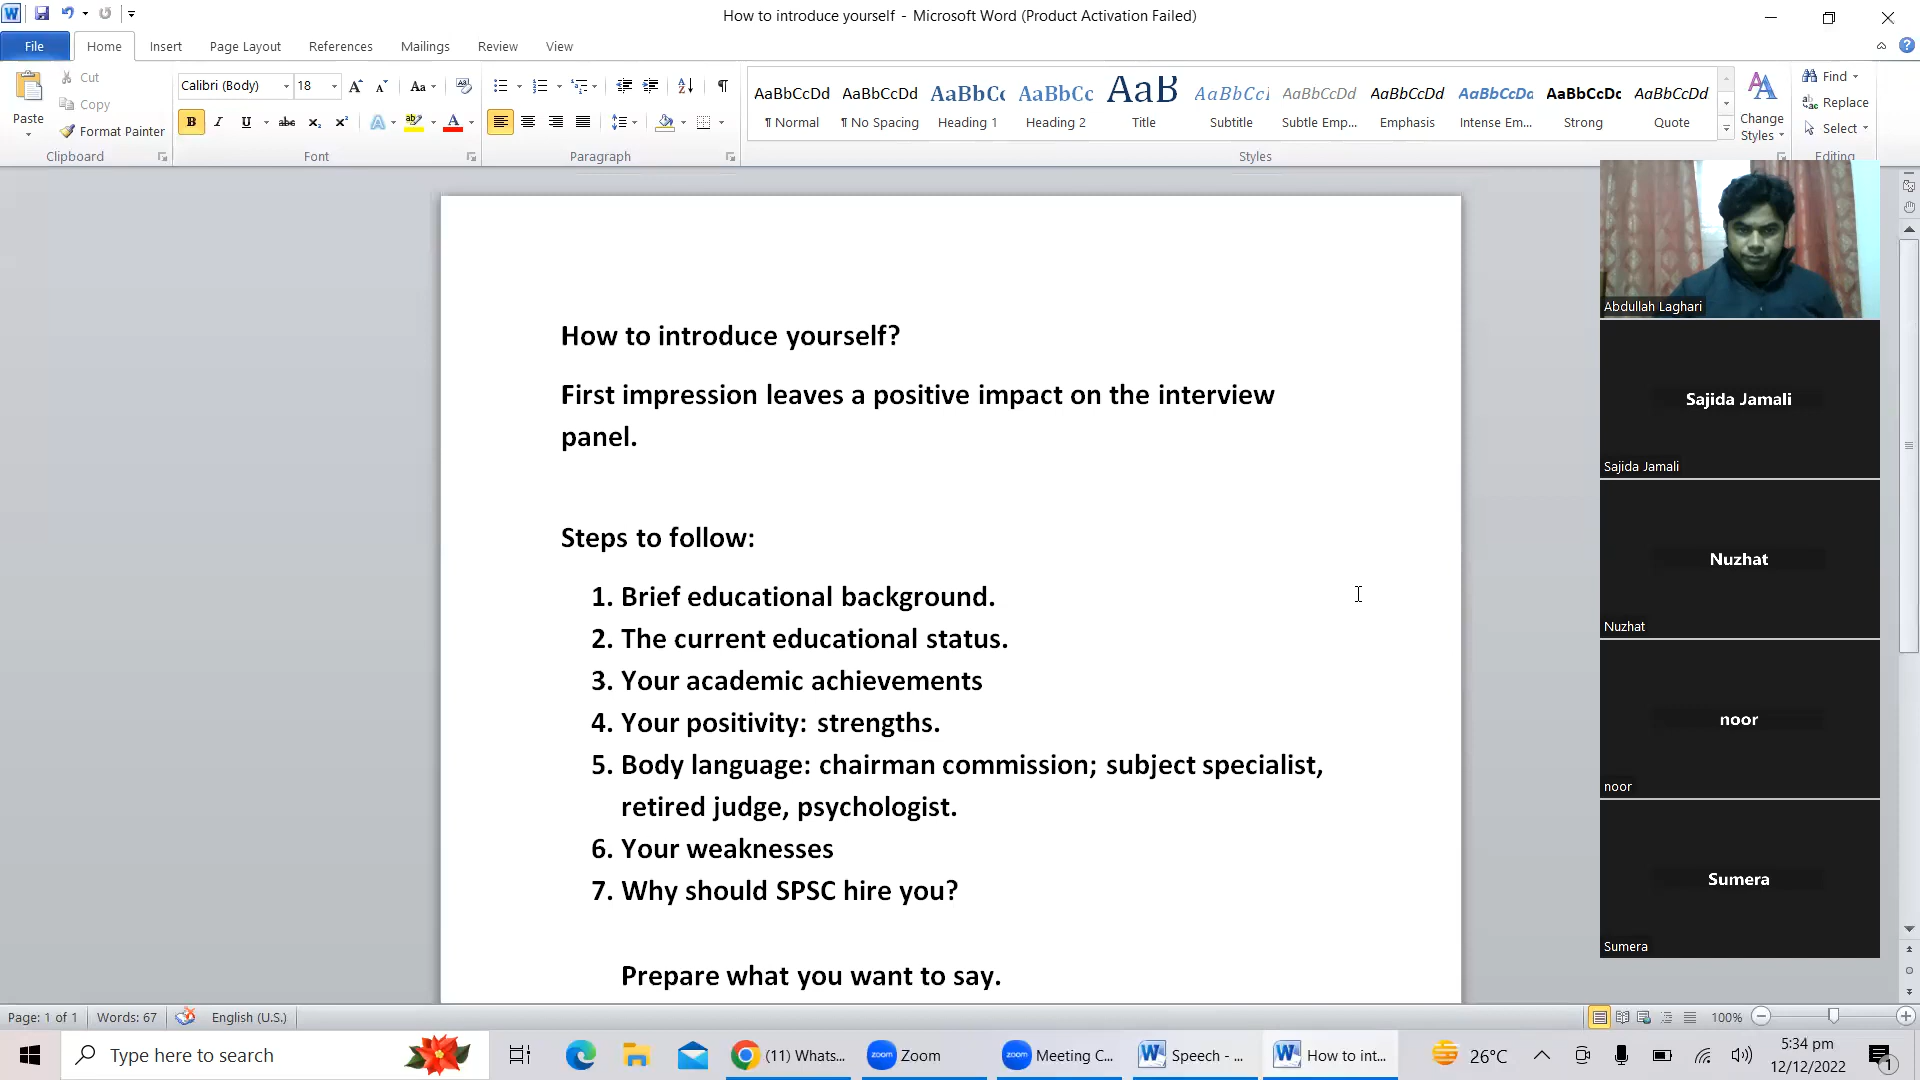 How to introduce yourself - Microsoft Word (Product Activation Failed)
File Home Insert Page Layout References Mailings Review View
Paste
Cut
Copy
Format Painter
Clipboard
Calibri (Body) 18
Font
Paragraph
AaBbCcDd AaBbCcDd AaBbCc AaBbCc AaB AaBbCcI AaBbCcDd AaBbCcDd AaBbCcDd AaBbCcDc AaBbCcDd
¶ Normal ¶ No Spacing Heading 1 Heading 2 Title Subtitle Subtle Emp... Emphasis Intense Em... Strong Quote
Styles
Change
Styles
Find
Replace
Select
Editing
How to introduce yourself?
First impression leaves a positive impact on the interview
panel.
Steps to follow:
1. Brief educational background.
2. The current educational status.
3. Your academic achievements
4. Your positivity: strengths.
5. Body language: chairman commission; subject specialist,
retired judge, psychologist.
6. Your weaknesses
7. Why should SPSC hire you?
Prepare what you want to say.
Abdullah Laghari
Sajida Jamali
Sajida Jamali
Nuzhat
Nuzhat
noor
noor
Sumera
Sumera
Page: 1 of 1 Words: 67 English (U.S.) 100%
Type here to search
(11) Whats...
zoom Zoom
zoom Meeting C...
Speech - ...
How to int...
26°C
5:34 pm
12/12/2022
1